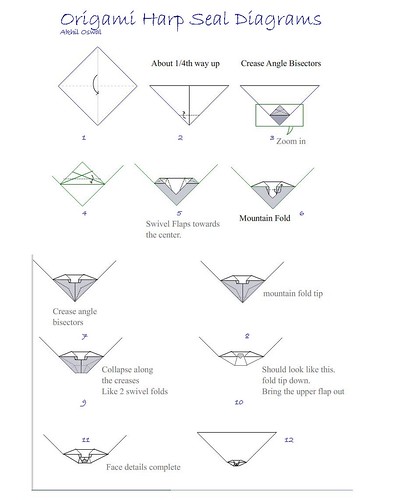 Origami Harp Seal Diagrams
Akhil Oswal
About 1/4th way up
Crease Angle Bisectors
1
2
3
Zoom in
4
5
6
Swivel Flaps towards
the center.
Mountain Fold
mountain fold tip
Crease angle
bisectors
7
8
Collapse along
the creases
Like 2 swivel folds
9
Should look like this.
fold tip down.
Bring the upper flap out
10
11
Face details complete
12